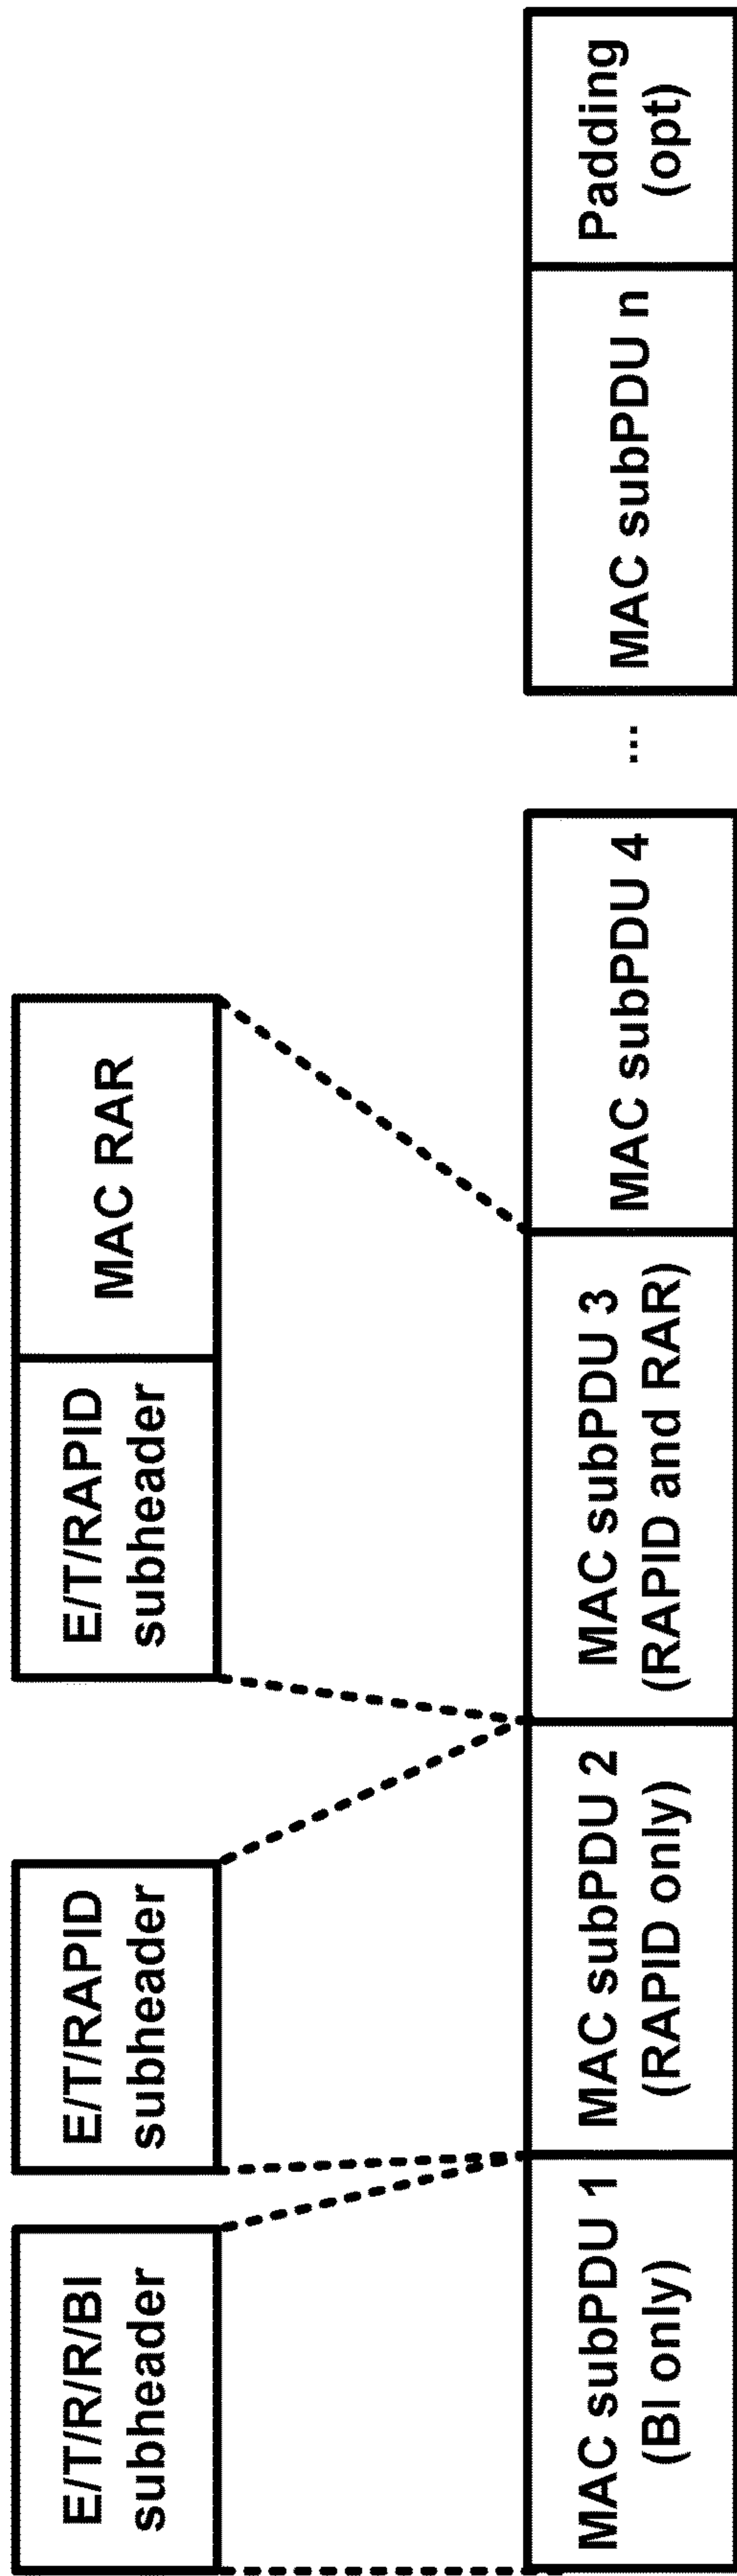 E/T/R/R/BI
subheader
E/T/RAPID
subheader
E/T/RAPID
subheader
MAC RAR
MAC subPDU 1
(BI only)
MAC subPDU 2
(RAPID only)
MAC subPDU 3
(RAPID and RAR)
MAC subPDU 4
...
MAC subPDU n
Padding
(opt)